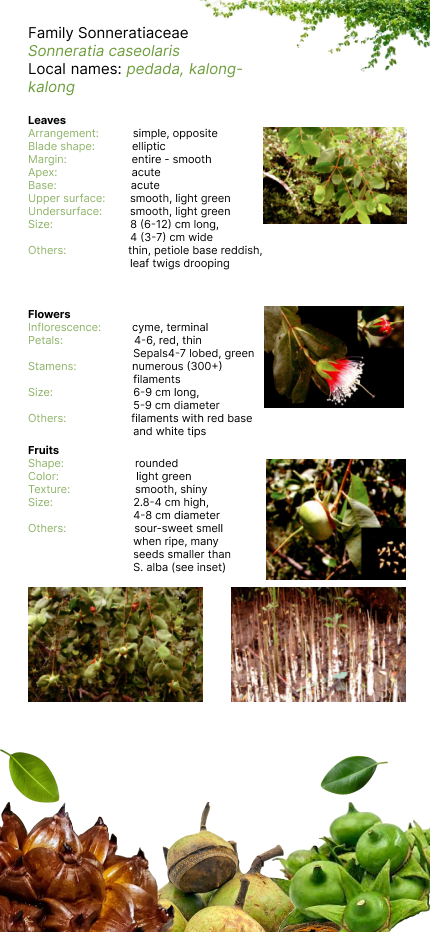 Family Sonneratiaceae
Sonneratia caseolaris
Local names: pedada, kalong-
kalong
Leaves
Arrangement: simple, opposite
Blade shape: elliptic
Margin: entire - smooth
Apex: acute
Base: acute
Upper surface: smooth, light green
Undersurface: smooth, light green
Size: 8 (6-12) cm long,
4 (3-7) cm wide
Others: thin, petiole base reddish,
leaf twigs drooping
Flowers
Inflorescence: cyme, terminal
Petals: 4-6, red, thin
Sepals4-7 lobed, green
Stamens: numerous (300+)
filaments
Size: 6-9 cm long,
5-9 cm diameter
Others: filaments with red base
and white tips
Fruits
Shape: rounded
Color: light green
Texture: smooth, shiny
Size: 2.8-4 cm high,
4-8 cm diameter
Others: sour-sweet smell
when ripe, many
seeds smaller than
S. alba (see inset)